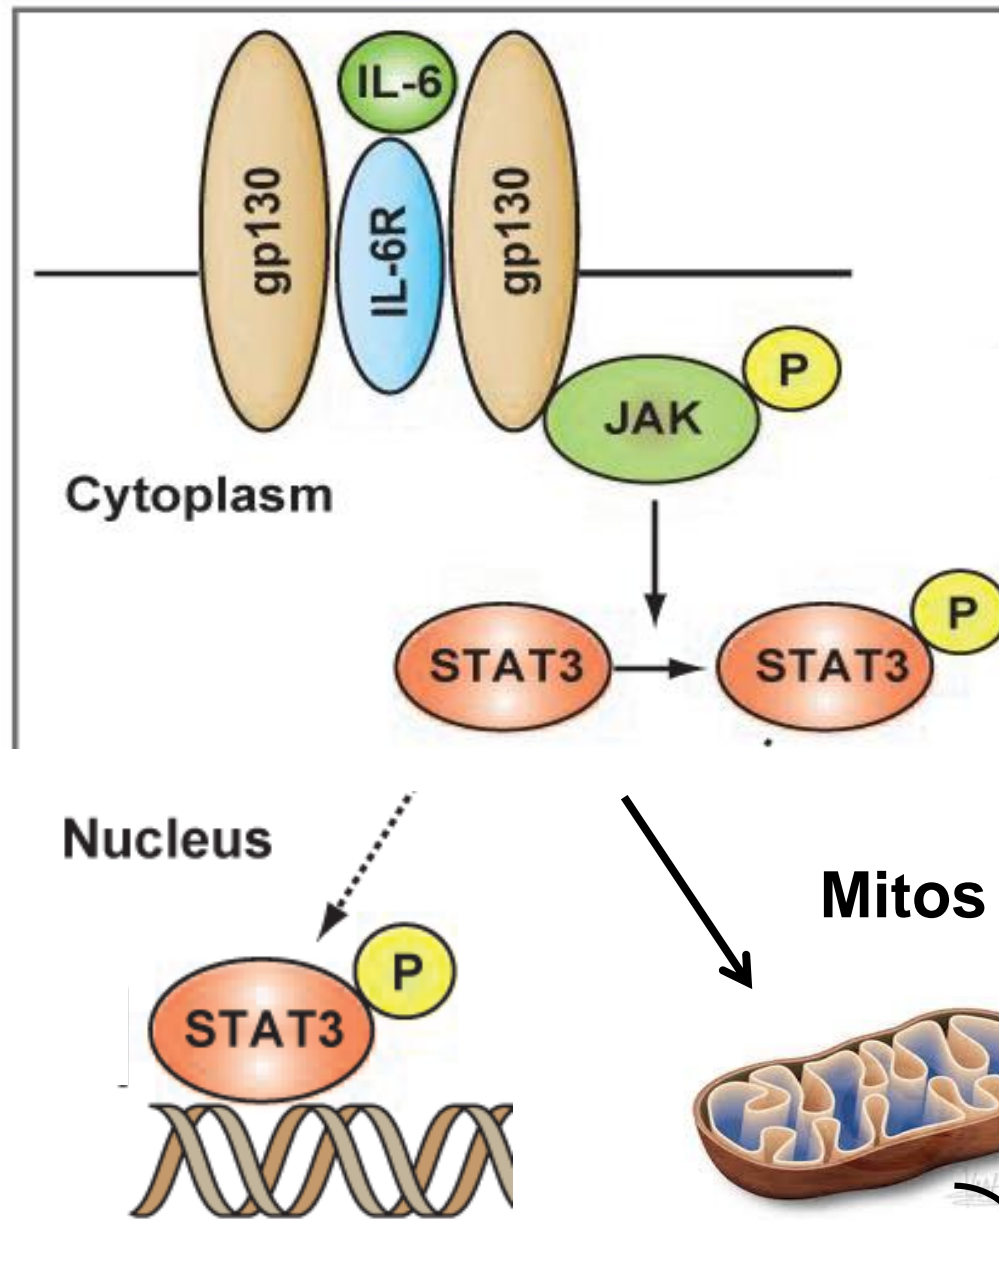 IL-6
gp130
IL-6R
gp130
P
JAK
Cytoplasm
P
STAT3
STAT3
Nucleus
Mitos
P
STAT3